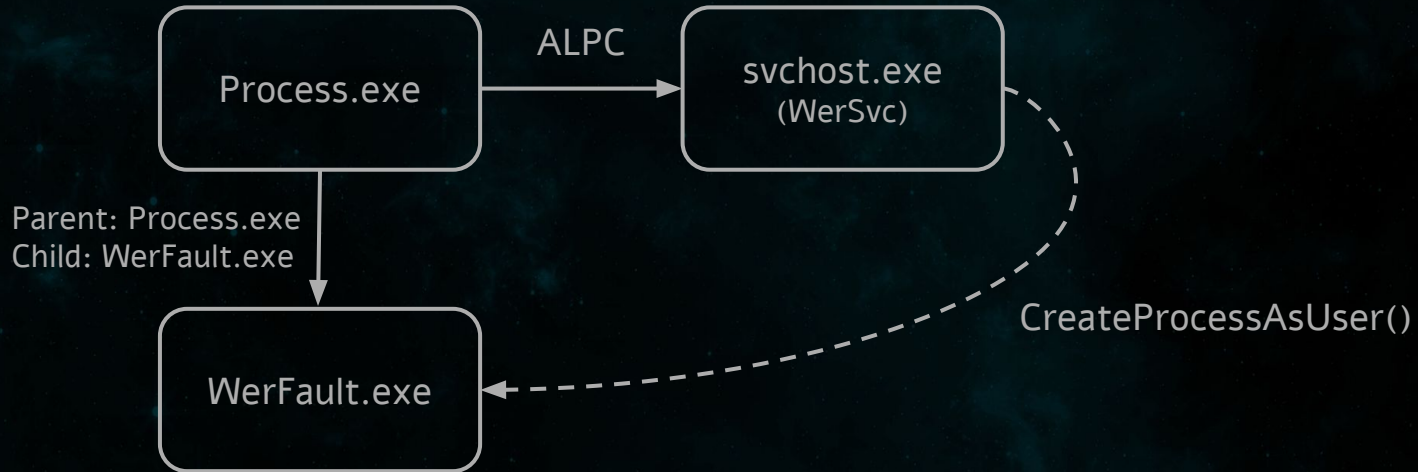 Process.exe
ALPC
svchost.exe
(WerSvc)
Parent: Process.exe
Child: WerFault.exe
WerFault.exe
CreateProcessAsUser()